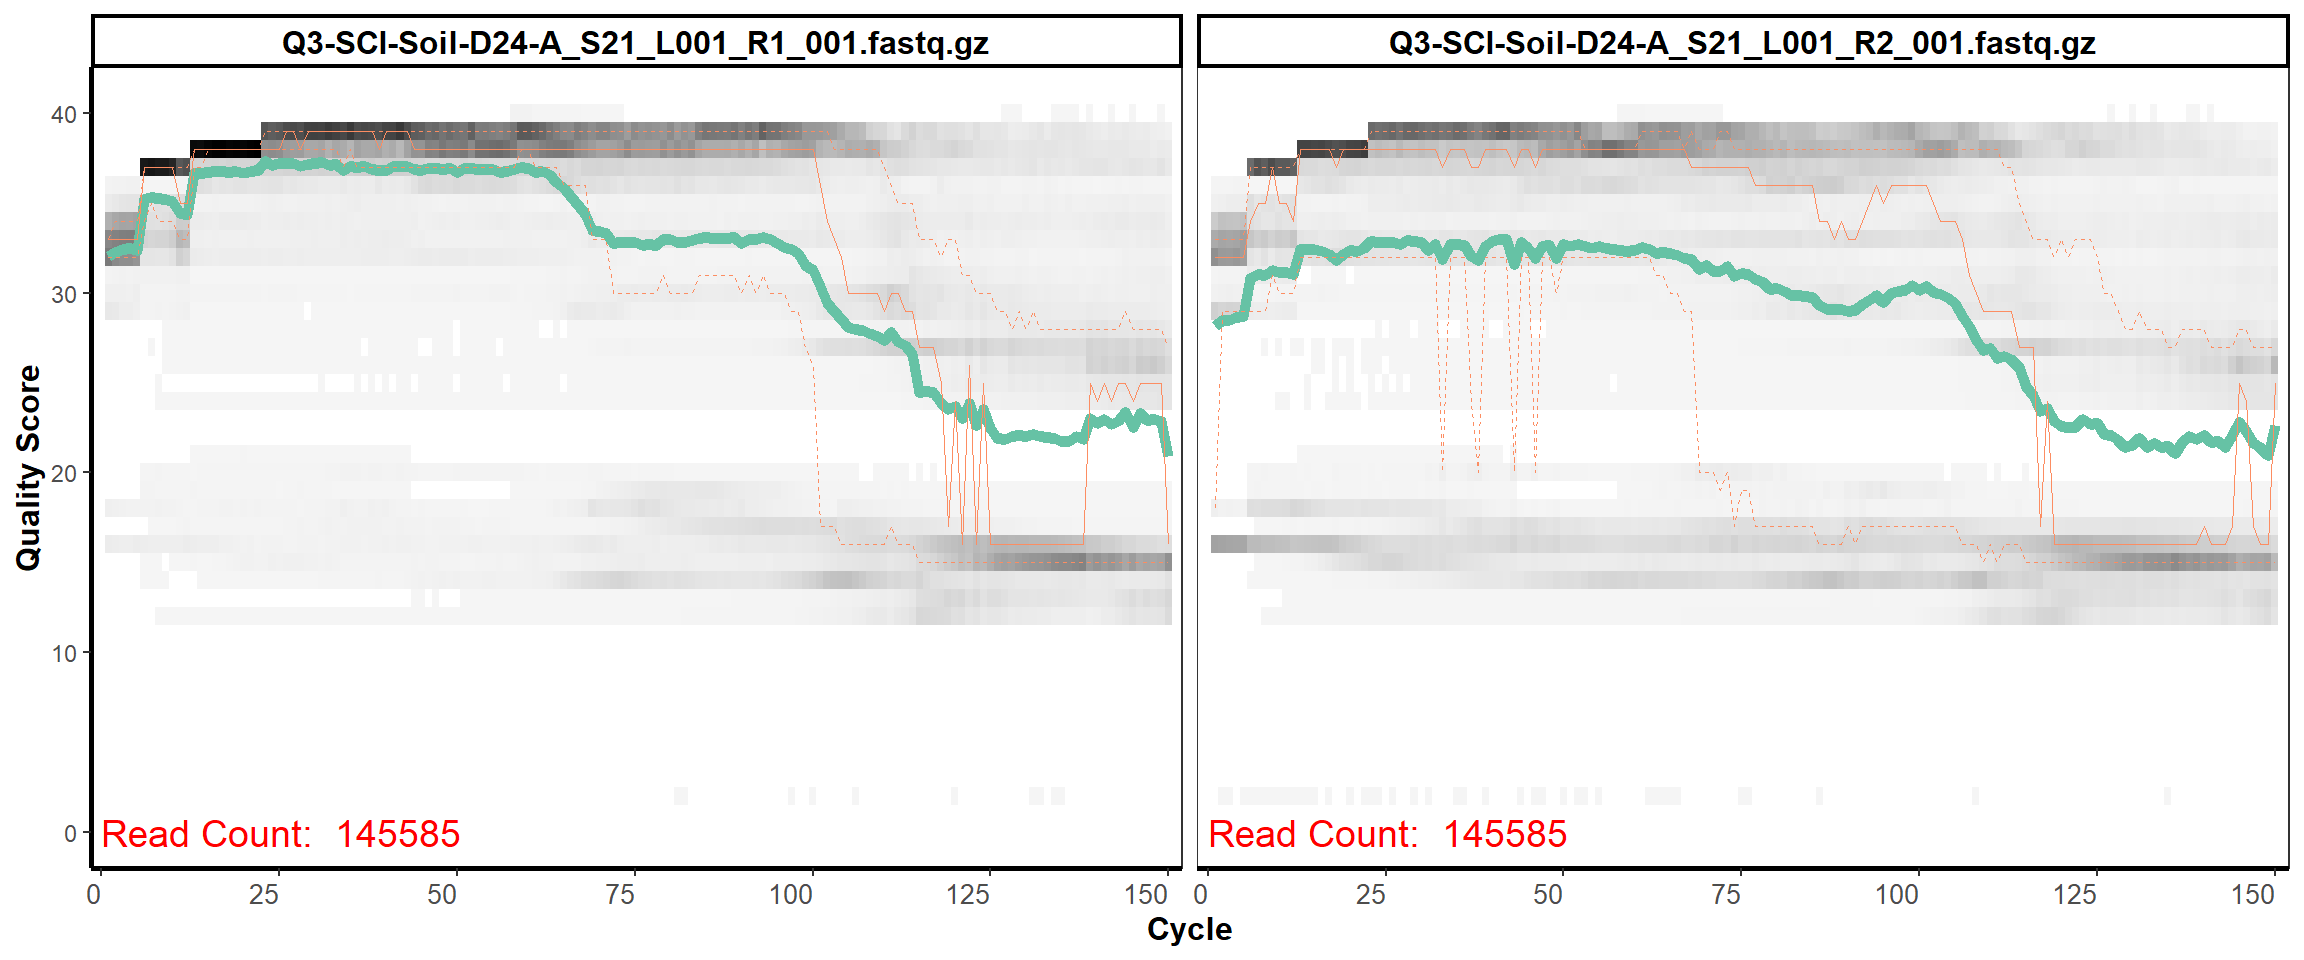 Q3-SCI-Soil-D24-A_S21_L001_R1_001.fastq.gz
Q3-SCI-Soil-D24-A_S21_L001_R2_001.fastq.gz
Quality Score
40
30
20
10
0
Read Count: 145585
Read Count: 145585
0 25 50 75 100 125 150
0 25 50 75 100 125 150
Cycle